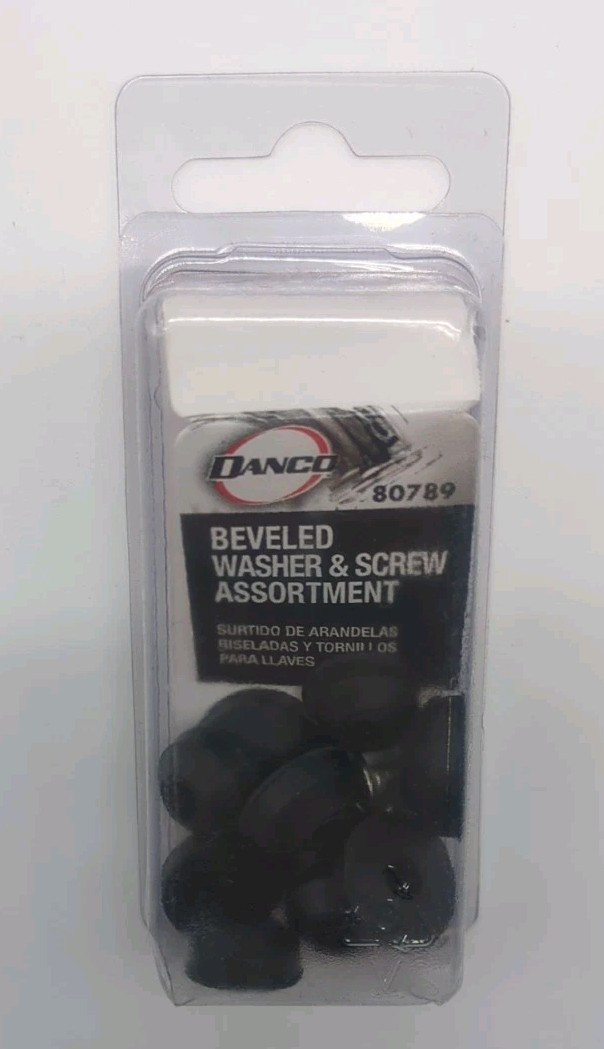 DANCO
80789
BEVELED
WASHER & SCREW
ASSORTMENT
SURTIDO DE ARANDELAS
BISELADAS Y TORNILLOS
PARA LLAVES